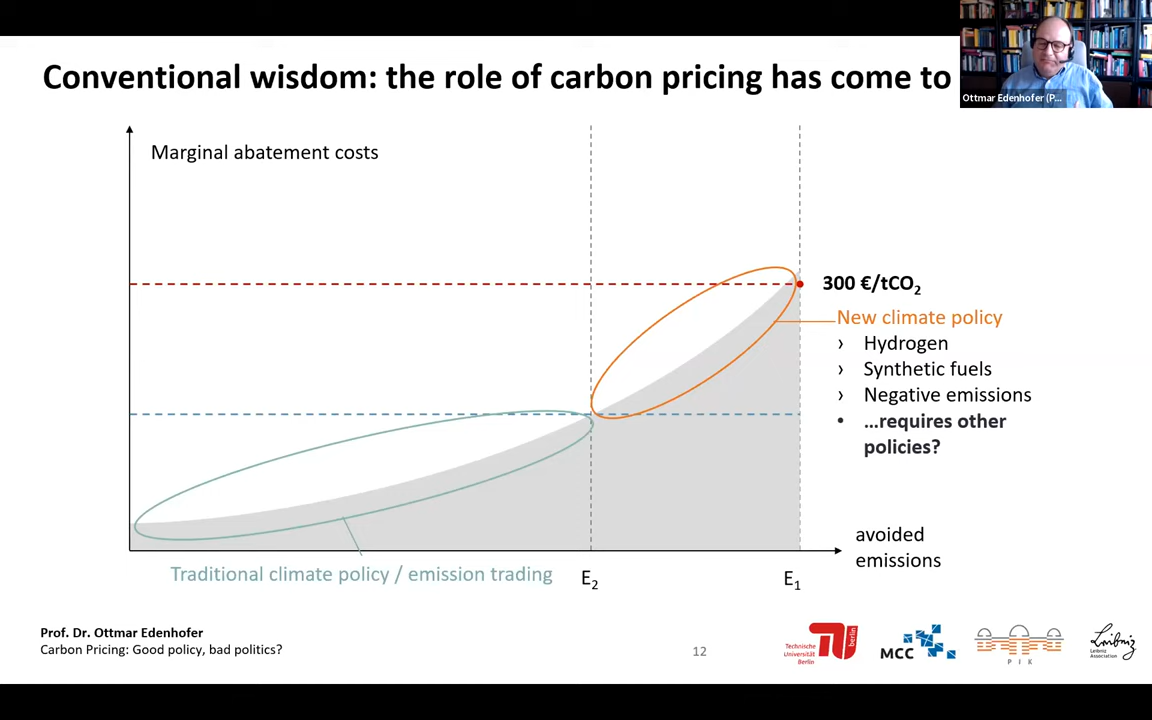 Conventional wisdom: the role of carbon pricing has come to
Ottmar Edenhofer (P...
Marginal abatement costs
300 €/tCO₂
New climate policy
› Hydrogen
› Synthetic fuels
› Negative emissions
• ...requires other
policies?
avoided
emissions
Traditional climate policy / emission trading
E₂
E₁
Prof. Dr. Ottmar Edenhofer
Carbon Pricing: Good policy, bad politics?
12
Technische
Universität
Berlin
berlin
MCC
P I K
Leibniz
Leibniz
Association